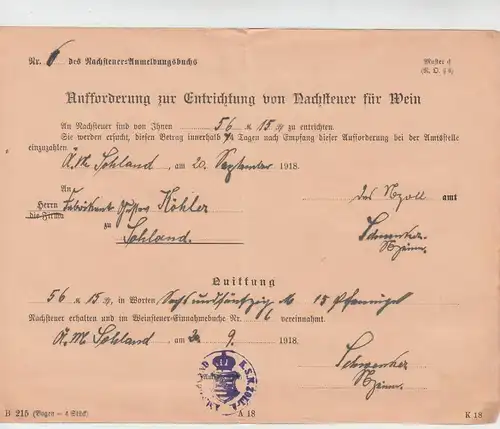 Nr. 6 des Nachsteuer-Anmeldungsbuchs
Muster d
(N. O. § 8)
Aufforderung zur Entrichtung von Nachsteuer für Wein
An Nachsteuer sind von Ihnen 56 M 15 ₰ zu entrichten.
Sie werden ersucht, diesen Betrag innerhalb 14 Tagen nach Empfang dieser Aufforderung bei der Amtsstelle
einzuzahlen.
Sohland, am 20. September 1918.
An
Herrn Fabrikant Köhler
die Firma
zu
Sohland.
des amt
Quittung
56 M 15 ₰, in Worten Sechsundfünfzig M 15 Pfennige
Nachsteuer erhalten und im Weinsteuer-Einnahmebuche Nr. 6 vereinnahmt.
Sohland am 9. 1918.
B 215 (Bogen = 4 Stück)
A 18
K 18